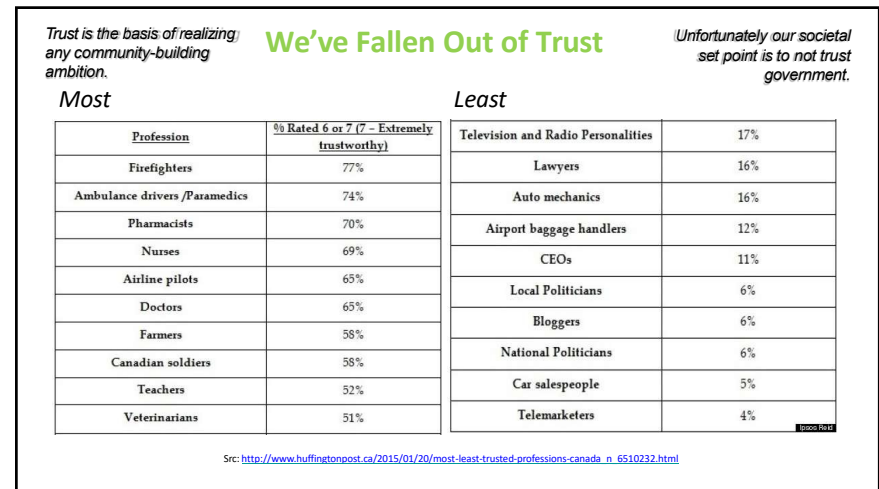 Trust is the basis of realizing
any community-building
ambition.
We've Fallen Out of Trust
Unfortunately our societal
set point is to not trust
government.
Most
Profession % Rated 6 or 7 (7 – Extremely
trustworthy)
Firefighters 77%
Ambulance drivers /Paramedics 74%
Pharmacists 70%
Nurses 69%
Airline pilots 65%
Doctors 65%
Farmers 58%
Canadian soldiers 58%
Teachers 52%
Veterinarians 51%
Least
Television and Radio Personalities 17%
Lawyers 16%
Auto mechanics 16%
Airport baggage handlers 12%
CEOs 11%
Local Politicians 6%
Bloggers 6%
National Politicians 6%
Car salespeople 5%
Telemarketers 4%
Ipsos Reid
Src: http://www.huffingtonpost.ca/2015/01/20/most-least-trusted-professions-canada_n_6510232.html